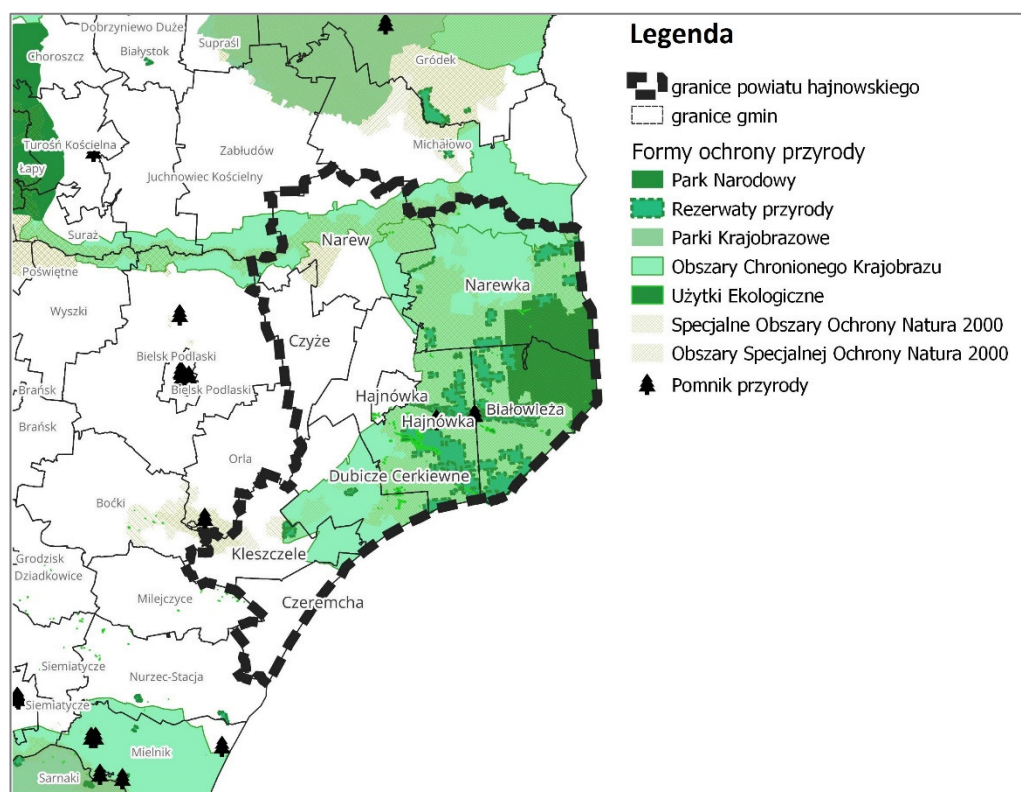 Legenda
granice powiatu hajnowskiego
granice gmin
Formy ochrony przyrody
Park Narodowy
Rezerwaty przyrody
Parki Krajobrazowe
Obszary Chronionego Krajobrazu
Użytki Ekologiczne
Specjalne Obszary Ochrony Natura 2000
Obszary Specjalnej Ochrony Natura 2000
Pomnik przyrody
Dobrzyniewo Duże
Choroszcz
Białystok
Supraśl
Gródek
Turośń Kościelna
Zabłudów
Michałowo
Łapy
Juchnowiec Kościelny
Suraż
Narew
Poświętne
Narewka
Wyszki
Czyże
Bielsk Podlaski
Brańsk
Bielsk Podlaski
Hajnówka
Białowieża
Brańsk
Hajnówka
Orla
Dubicze Cerkiewne
Boćki
Kleszczele
Grodzisk
Dziadkowice
Milejczyce
Czeremcha
Siemiatycze
Nurzec-Stacja
Siemiatycze
Mielnik
Sarnaki